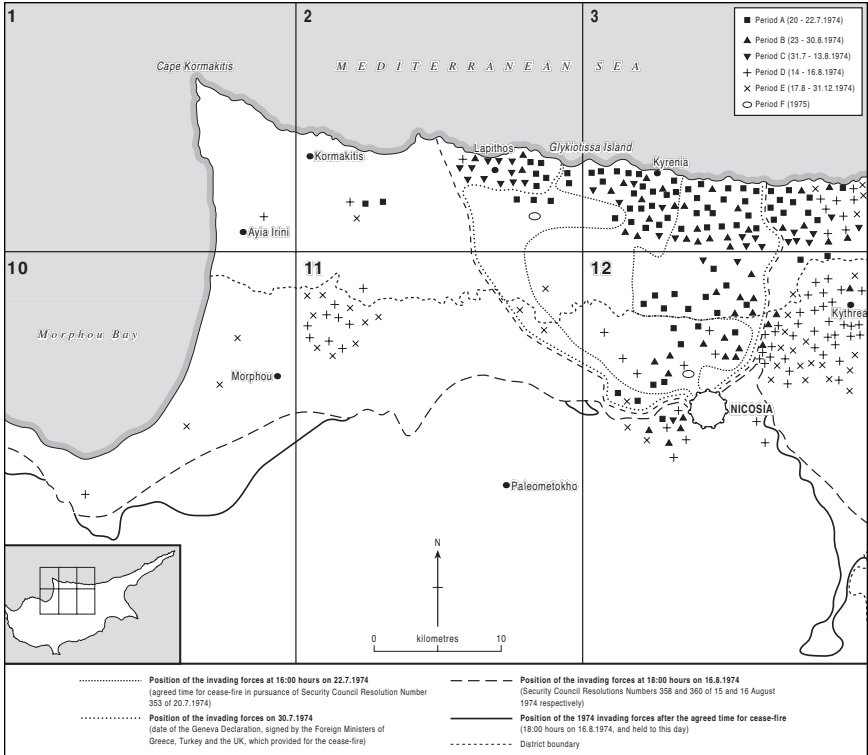 1
2
3
Period A (20 - 22.7.1974)
Period B (23 - 30.8.1974)
Period C (31.7 - 13.8.1974)
Period D (14 - 16.8.1974)
Period E (17.8 - 31.12.1974)
Period F (1975)
Cape Kormakitis
MEDITERRANEAN SEA
Kormakitis
Lapithos
Glykiotissa Island
Kyrenia
Ayia Irini
10
11
12
Morphou Bay
Kythrea
Morphou
NICOSIA
Paleometokho
N
0 kilometres 10
Position of the invading forces at 16:00 hours on 22.7.1974
(agreed time for cease-fire in pursuance of Security Council Resolution Number
353 of 20.7.1974)
Position of the invading forces on 30.7.1974
(date of the Geneva Declaration, signed by the Foreign Ministers of
Greece, Turkey and the UK, which provided for the cease-fire)
Position of the invading forces at 18:00 hours on 16.8.1974
(Security Council Resolutions Numbers 358 and 360 of 15 and 16 August
1974 respectively)
Position of the 1974 invading forces after the agreed time for cease-fire
(18:00 hours on 16.8.1974, and held to this day)
District boundary